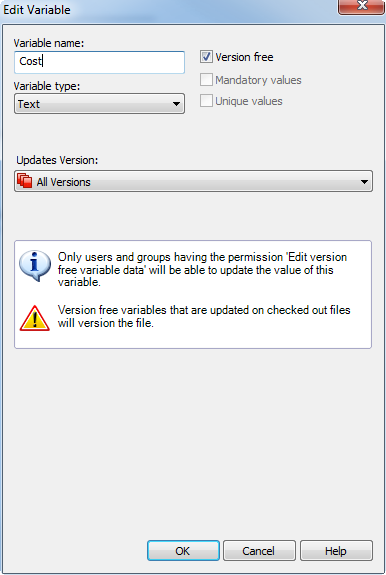 Edit Variable
Variable name:
Cost
Version free
Variable type:
Mandatory values
Text
Unique values
Updates Version:
All Versions
Only users and groups having the permission 'Edit version
free variable data' will be able to update the value of this
variable.
Version free variables that are updated on checked out files
will version the file.
OK
Cancel
Help